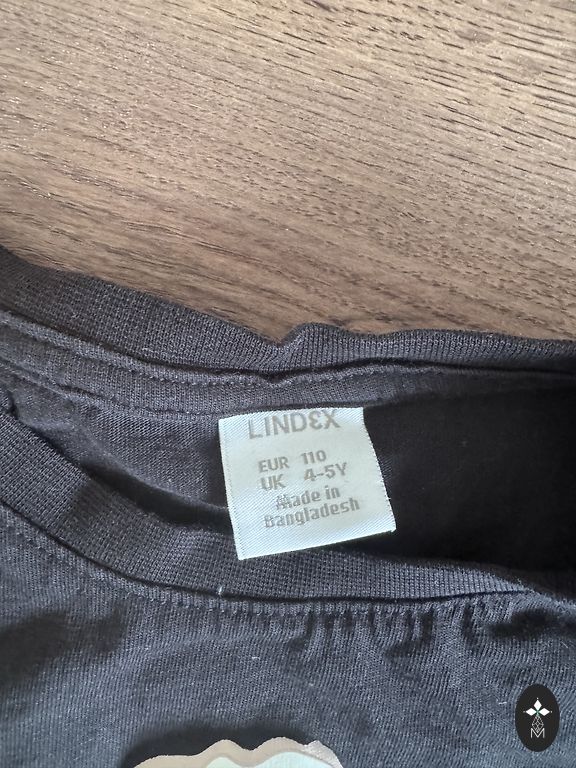 LINDEX
EUR 110
UK 4-5Y
Made in
Bangladesh